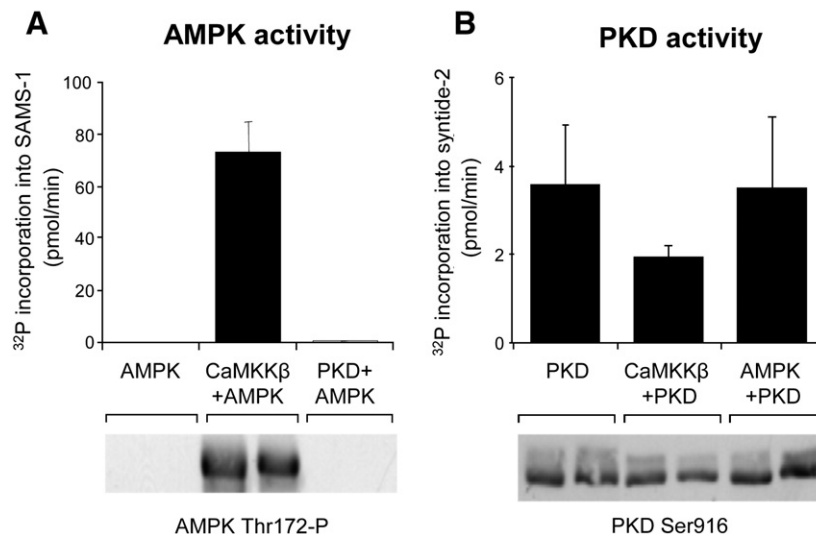 A
AMPK activity
³²P incorporation into SAMS-1
(pmol/min)
100
80
60
40
20
0
AMPK
CaMKKβ
+AMPK
PKD+
AMPK
AMPK Thr172-P
B
PKD activity
³²P incorporation into syntide-2
(pmol/min)
6
4
2
0
PKD
CaMKKβ
+PKD
AMPK
+PKD
PKD Ser916